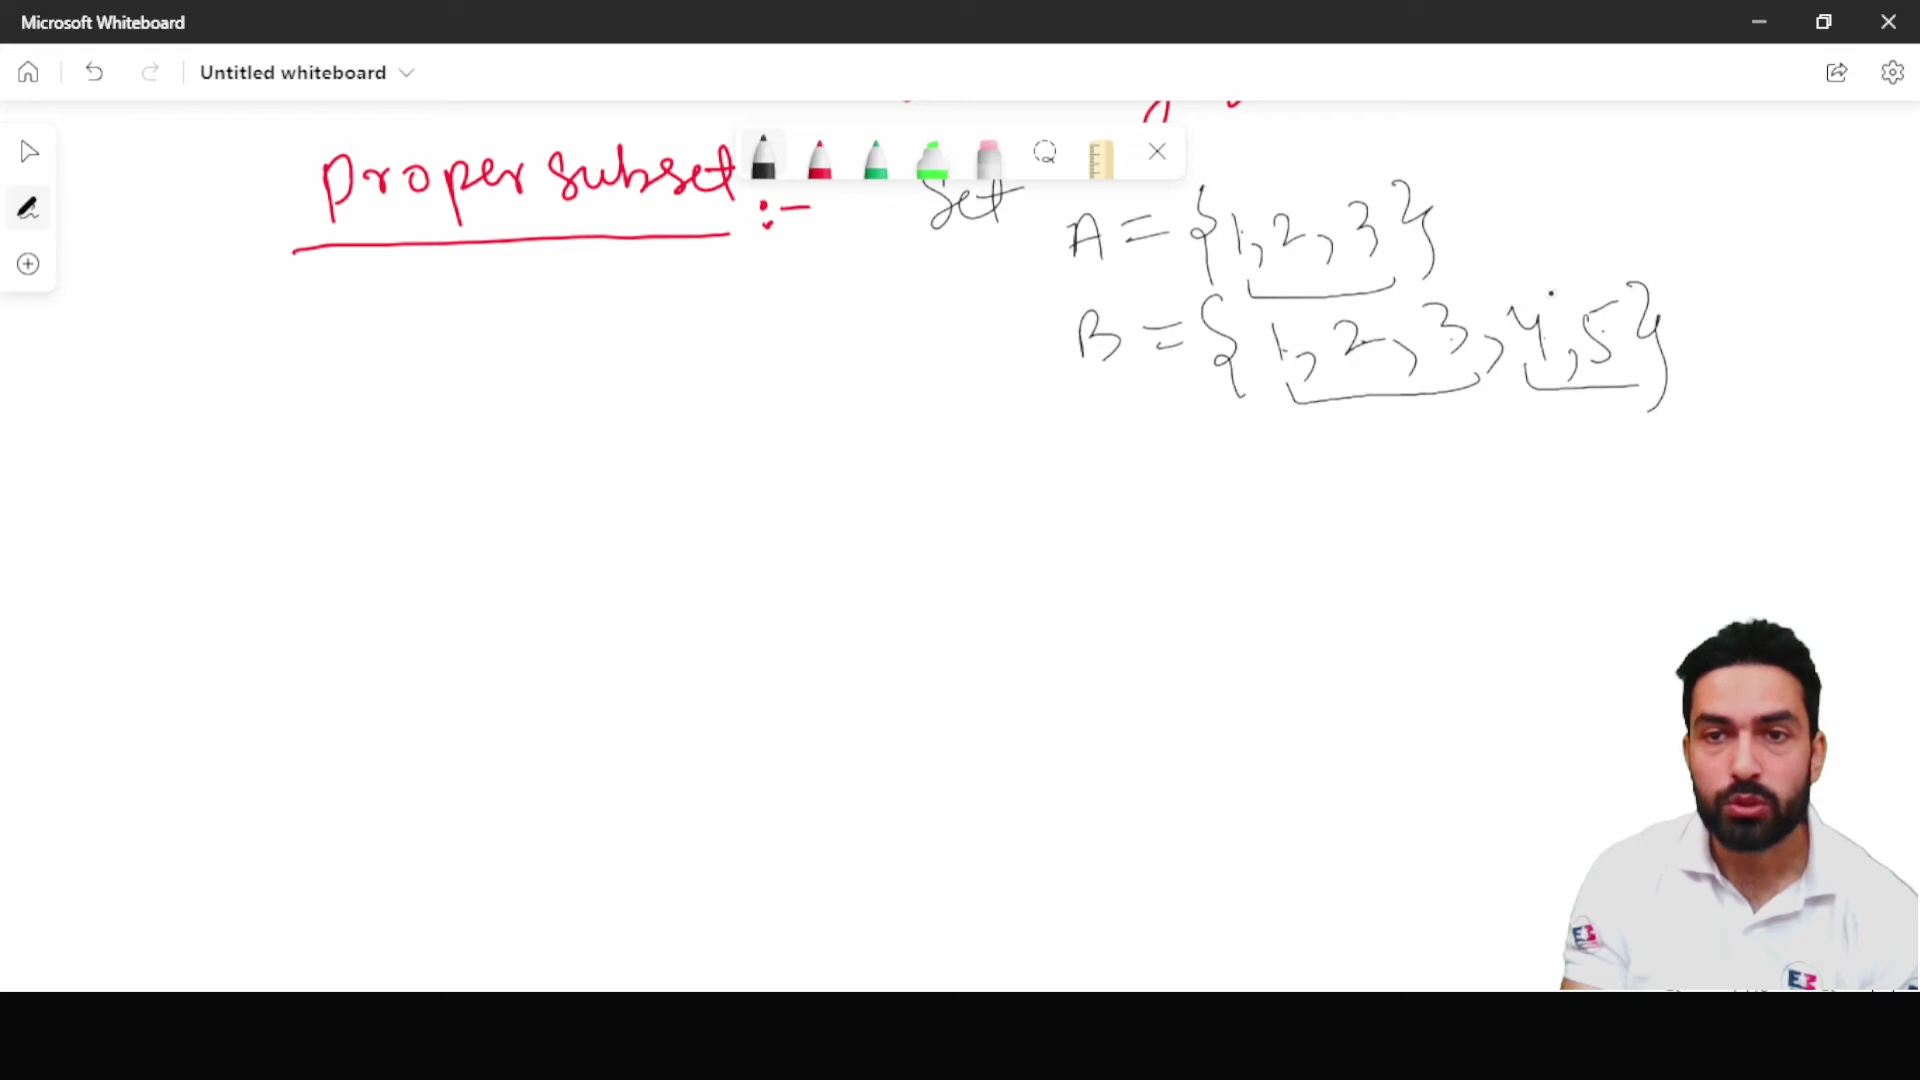 Microsoft Whiteboard
Untitled whiteboard
Proper subset :-
Set
A = {1, 2, 3}
B = {1, 2, 3, 4, 5}